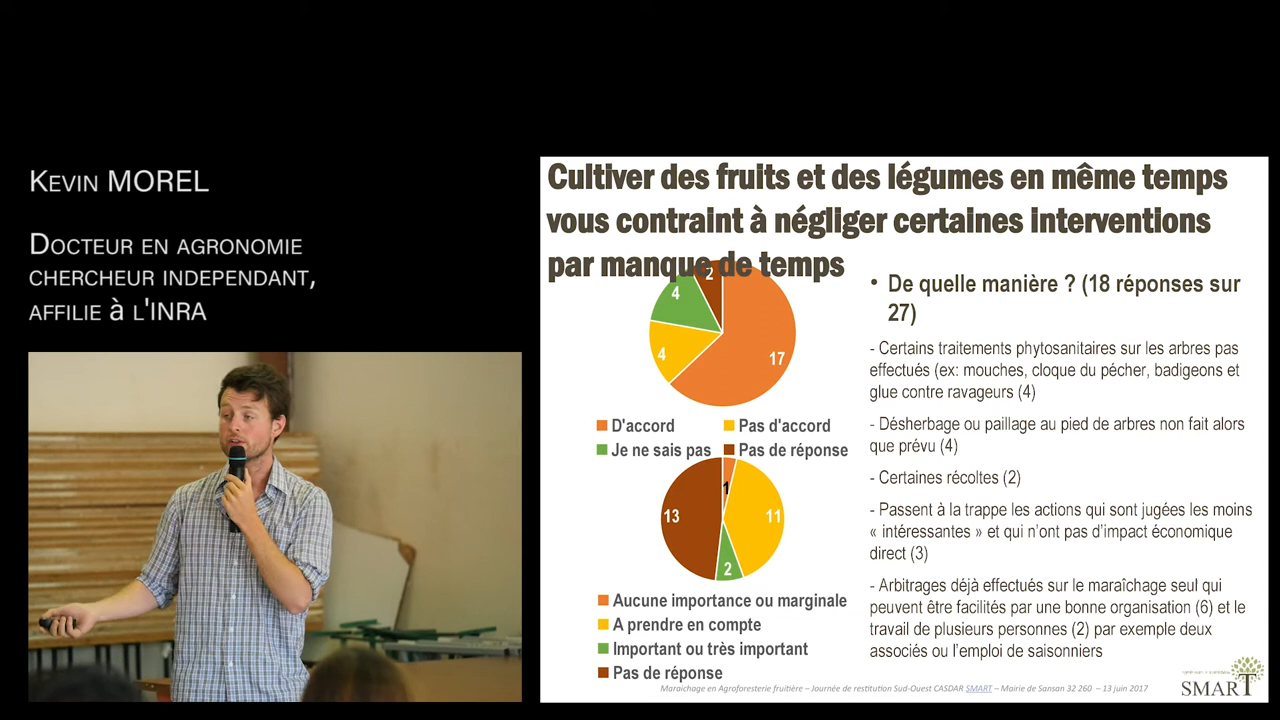 Kevin MOREL
Docteur en agronomie
chercheur independant,
affilie à l'INRA
Cultiver des fruits et des légumes en même temps
vous contraint à négliger certaines interventions
par manque de temps
2
4
4
17
D'accord
Pas d'accord
Je ne sais pas
Pas de réponse
1
13
11
2
Aucune importance ou marginale
A prendre en compte
Important ou très important
Pas de réponse
• De quelle manière ? (18 réponses sur
27)
- Certains traitements phytosanitaires sur les arbres pas
effectués (ex: mouches, cloque du pécher, badigeons et
glue contre ravageurs (4)
- Désherbage ou paillage au pied de arbres non fait alors
que prévu (4)
- Certaines récoltes (2)
- Passent à la trappe les actions qui sont jugées les moins
« intéressantes » et qui n'ont pas d'impact économique
direct (3)
- Arbitrages déjà effectués sur le maraîchage seul qui
peuvent être facilités par une bonne organisation (6) et le
travail de plusieurs personnes (2) par exemple deux
associés ou l'emploi de saisonniers
Maraichage en Agroforesterie fruitière – Journée de restitution Sud-Ouest CASDAR SMART – Mairie de Sansan 32 260 – 13 juin 2017
SMART